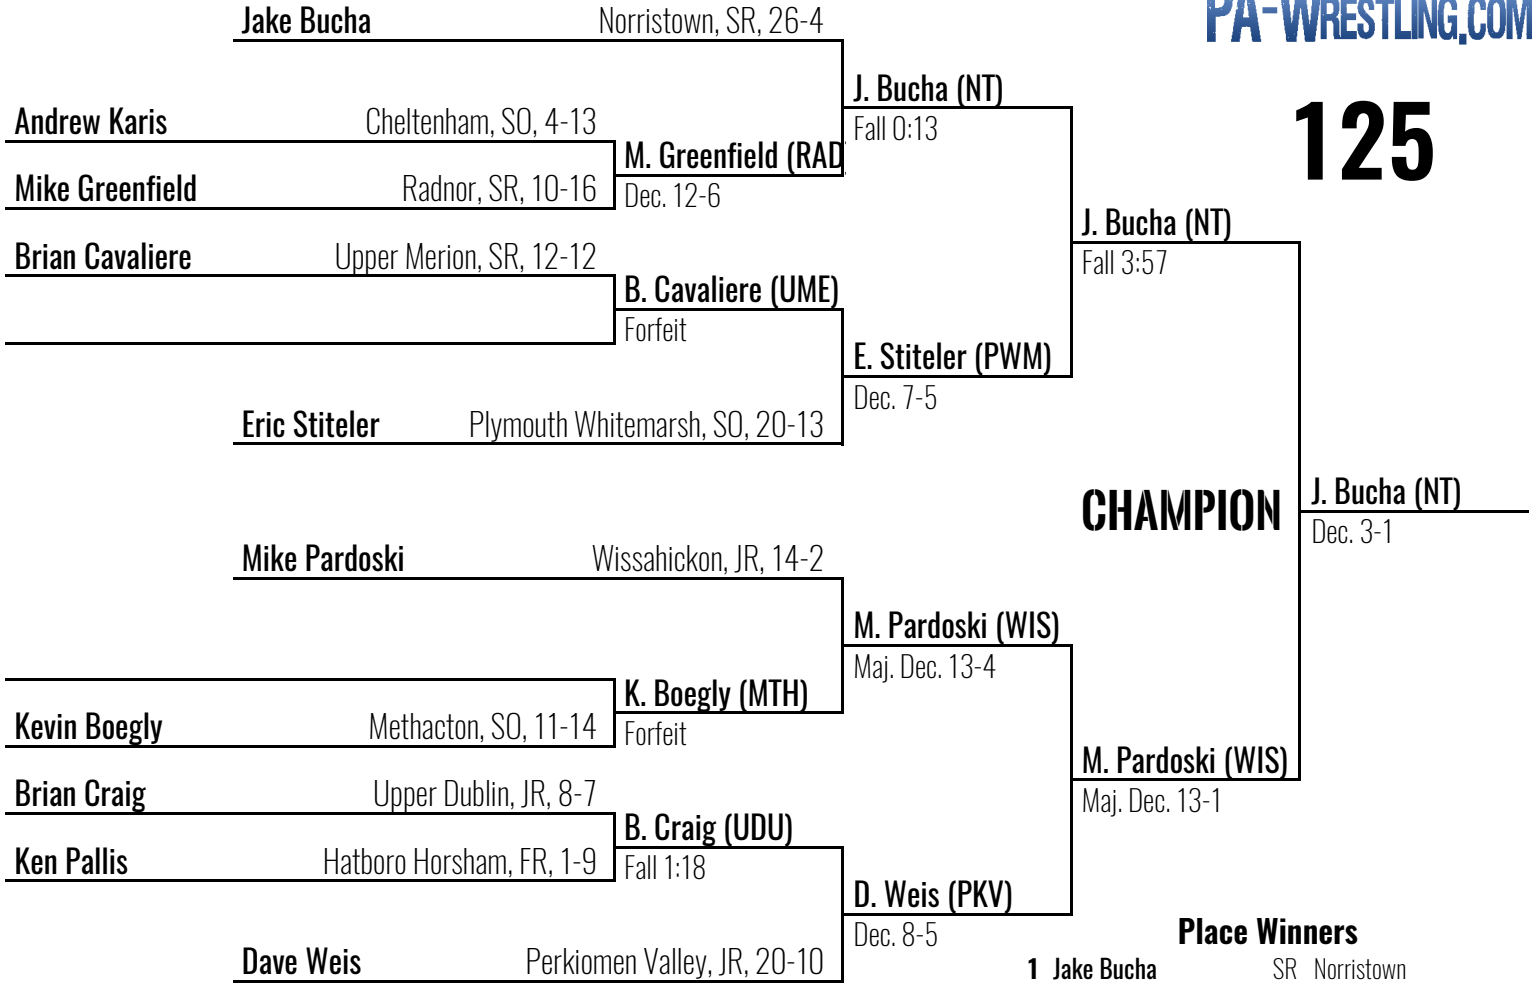 Jake Bucha Norristown, SR, 26-4
PA-WRESTLING.COM
J. Bucha (NT)
Fall 0:13
125
Andrew Karis Cheltenham, SO, 4-13
M. Greenfield (RAD
Dec. 12-6
Mike Greenfield Radnor, SR, 10-16
J. Bucha (NT)
Fall 3:57
Brian Cavaliere Upper Merion, SR, 12-12
B. Cavaliere (UME)
Forfeit
E. Stiteler (PWM)
Dec. 7-5
Eric Stiteler Plymouth Whitemarsh, SO, 20-13
CHAMPION
J. Bucha (NT)
Dec. 3-1
Mike Pardoski Wissahickon, JR, 14-2
M. Pardoski (WIS)
Maj. Dec. 13-4
K. Boegly (MTH)
Forfeit
Kevin Boegly Methacton, SO, 11-14
M. Pardoski (WIS)
Maj. Dec. 13-1
Brian Craig Upper Dublin, JR, 8-7
B. Craig (UDU)
Fall 1:18
Ken Pallis Hatboro Horsham, FR, 1-9
D. Weis (PKV)
Dec. 8-5
Dave Weis Perkiomen Valley, JR, 20-10
Place Winners
1 Jake Bucha SR Norristown